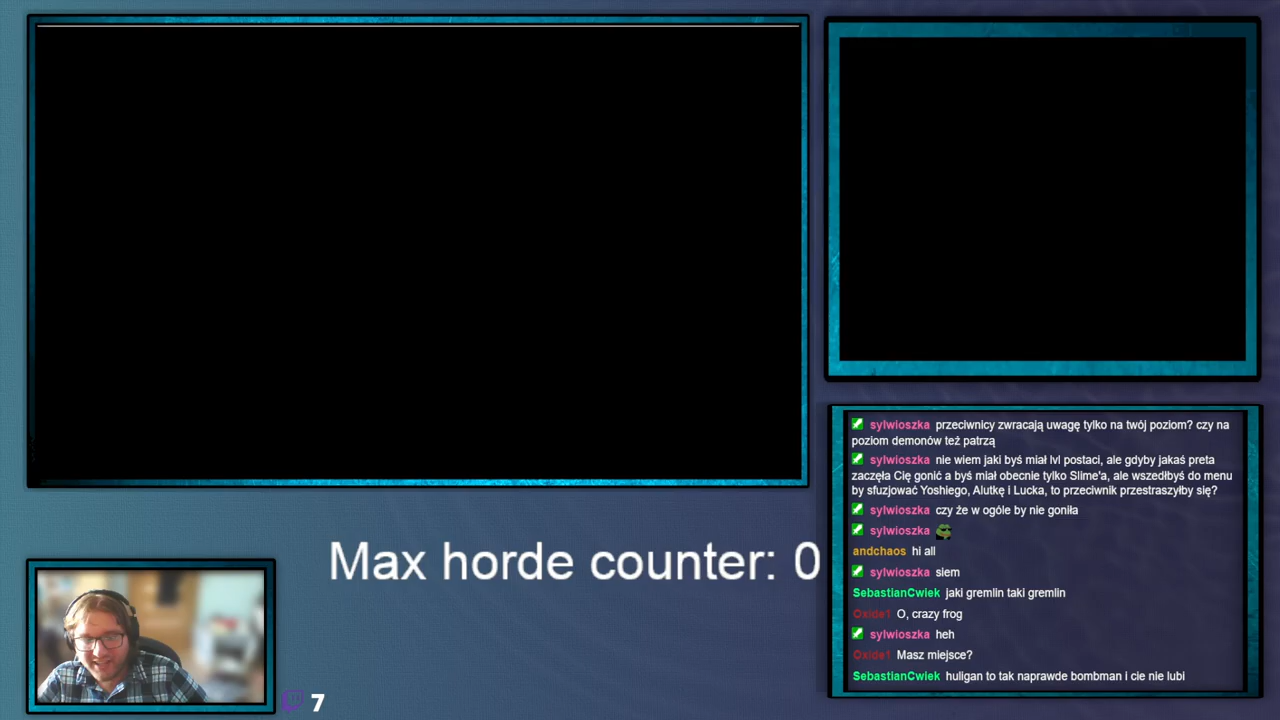 sylwioszka przeciwnicy zwracają uwagę tylko na twój poziom? czy na
poziom demonów też patrzą
sylwioszka nie wiem jaki byś miał lvl postaci, ale gdyby jakaś preta
zaczęła Cię gonić a byś miał obecnie tylko Slime'a, ale wszedłbyś do menu
by sfuzjować Yoshiego, Alutkę i Lucka, to przeciwnik przestraszyłby się?
sylwioszka czy że w ogóle by nie goniła
sylwioszka
andchaos hi all
sylwioszka siem
SebastianCwiek jaki gremlin taki gremlin
Oxide1 O, crazy frog
sylwioszka heh
Oxide1 Masz miejsce?
SebastianCwiek huligan to tak naprawde bombman i cie nie lubi
Max horde counter: 0
7